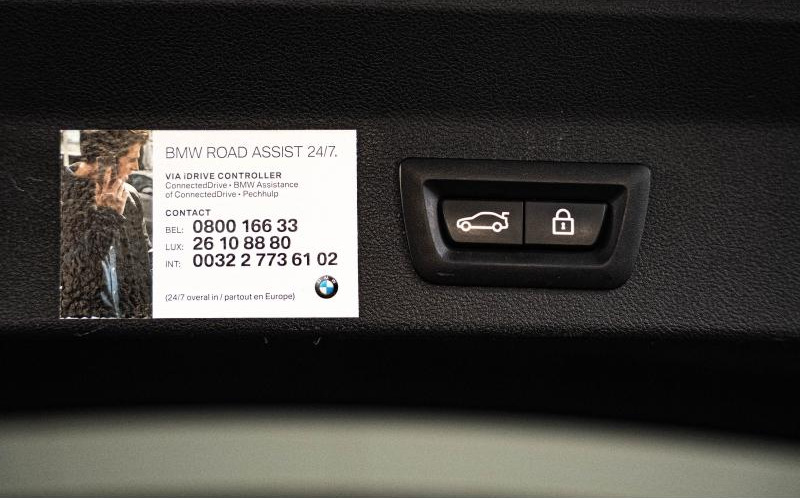 BMW ROAD ASSIST 24/7.
VIA iDRIVE CONTROLLER
ConnectedDrive • BMW Assistance
of ConnectedDrive • Pechhulp
CONTACT
BEL: 0800 166 33
LUX: 26 10 88 80
INT: 0032 2 773 61 02
(24/7 overal in / partout en Europe)